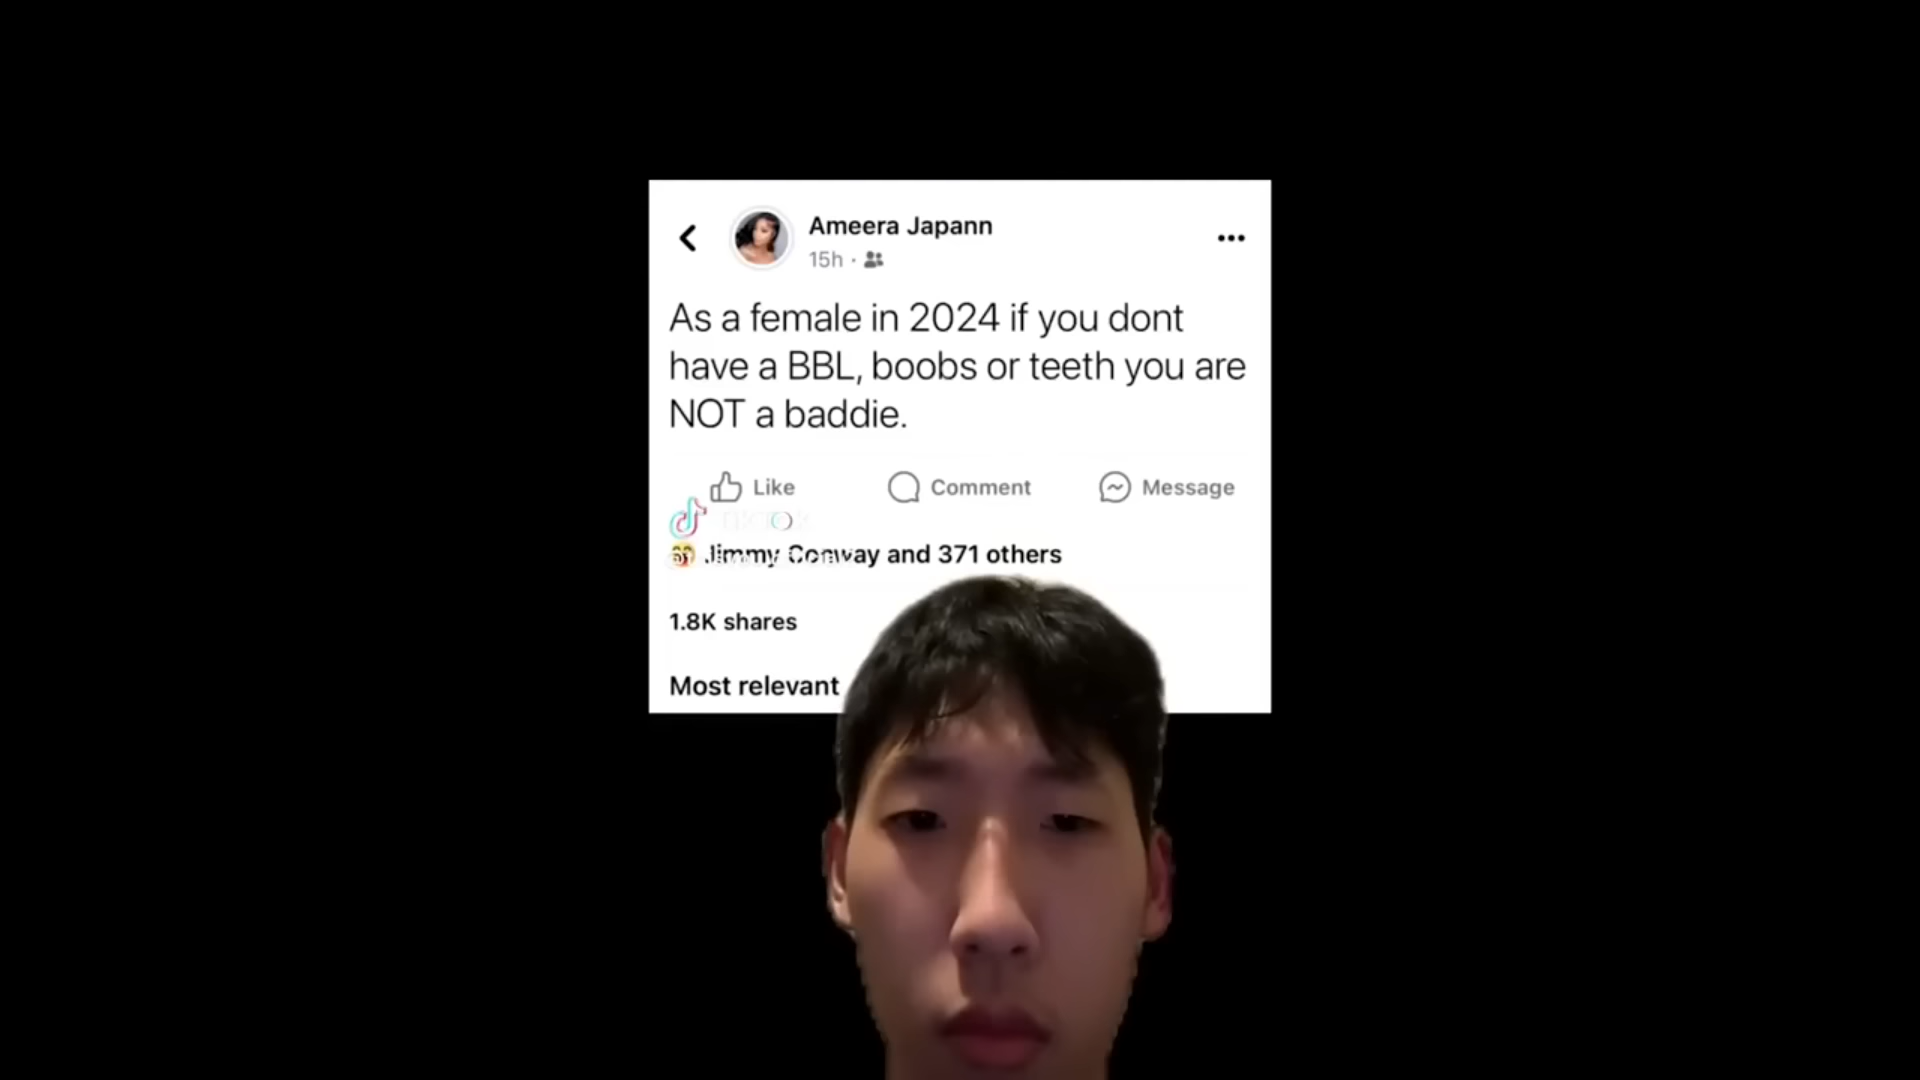 Ameera Japann
15h
As a female in 2024 if you dont
have a BBL, boobs or teeth you are
NOT a baddie.
Like
Comment
Message
TikTok
Jimmy Conway and 371 others
1.8K shares
Most relevant